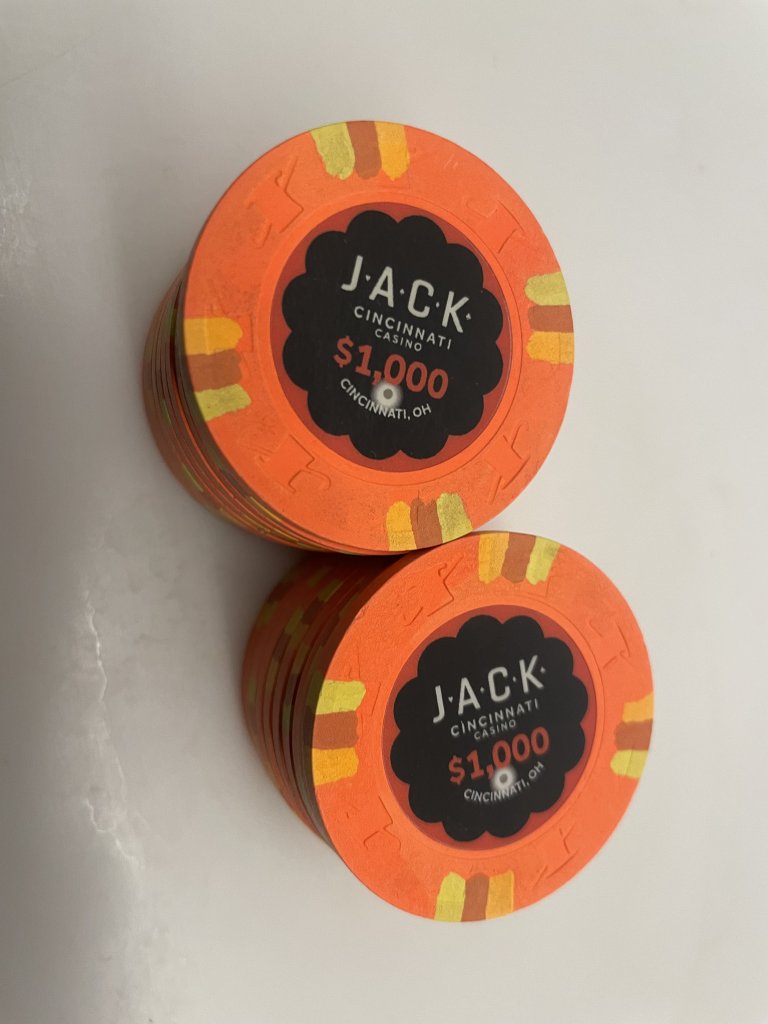 J·A·C·K·
CINCINNATI
CASINO
$1,000
CINCINNATI, OH
J·A·C·K·
CINCINNATI
CASINO
$1,000
CINCINNATI, OH